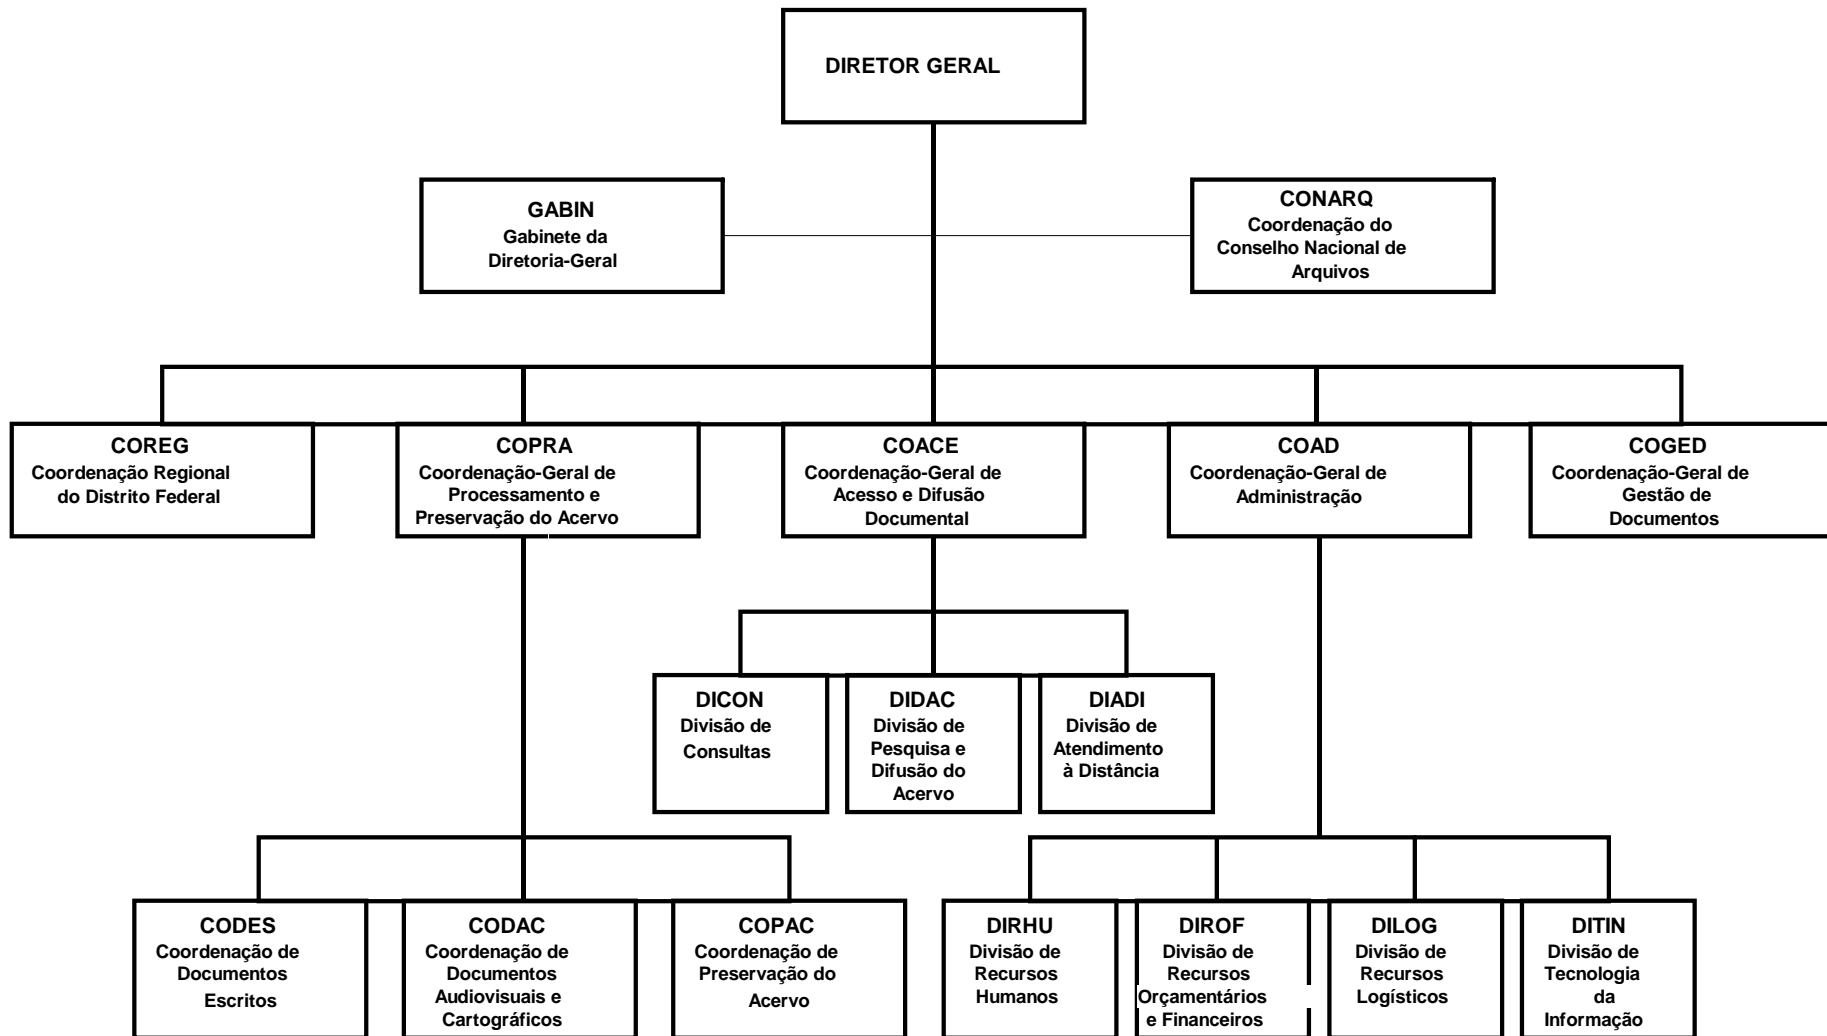 DIRETOR GERAL
GABIN
Gabinete da
Diretoria-Geral
CONARQ
Coordenação do
Conselho Nacional de
Arquivos
COREG
Coordenação Regional
do Distrito Federal
COPRA
Coordenação-Geral de
Processamento e
Preservação do Acervo
COACE
Coordenação-Geral de
Acesso e Difusão
Documental
COAD
Coordenação-Geral de
Administração
COGED
Coordenação-Geral de
Gestão de
Documentos
DICON
Divisão de
Consultas
DIDAC
Divisão de
Pesquisa e
Difusão do
Acervo
DIADI
Divisão de
Atendimento
à Distância
CODES
Coordenação de
Documentos
Escritos
CODAC
Coordenação de
Documentos
Audiovisuais e
Cartográficos
COPAC
Coordenação de
Preservação do
Acervo
DIRHU
Divisão de
Recursos
Humanos
DIROF
Divisão de
Recursos
Orçamentários
e Financeiros
DILOG
Divisão de
Recursos
Logísticos
DITIN
Divisão de
Tecnologia
da
Informação